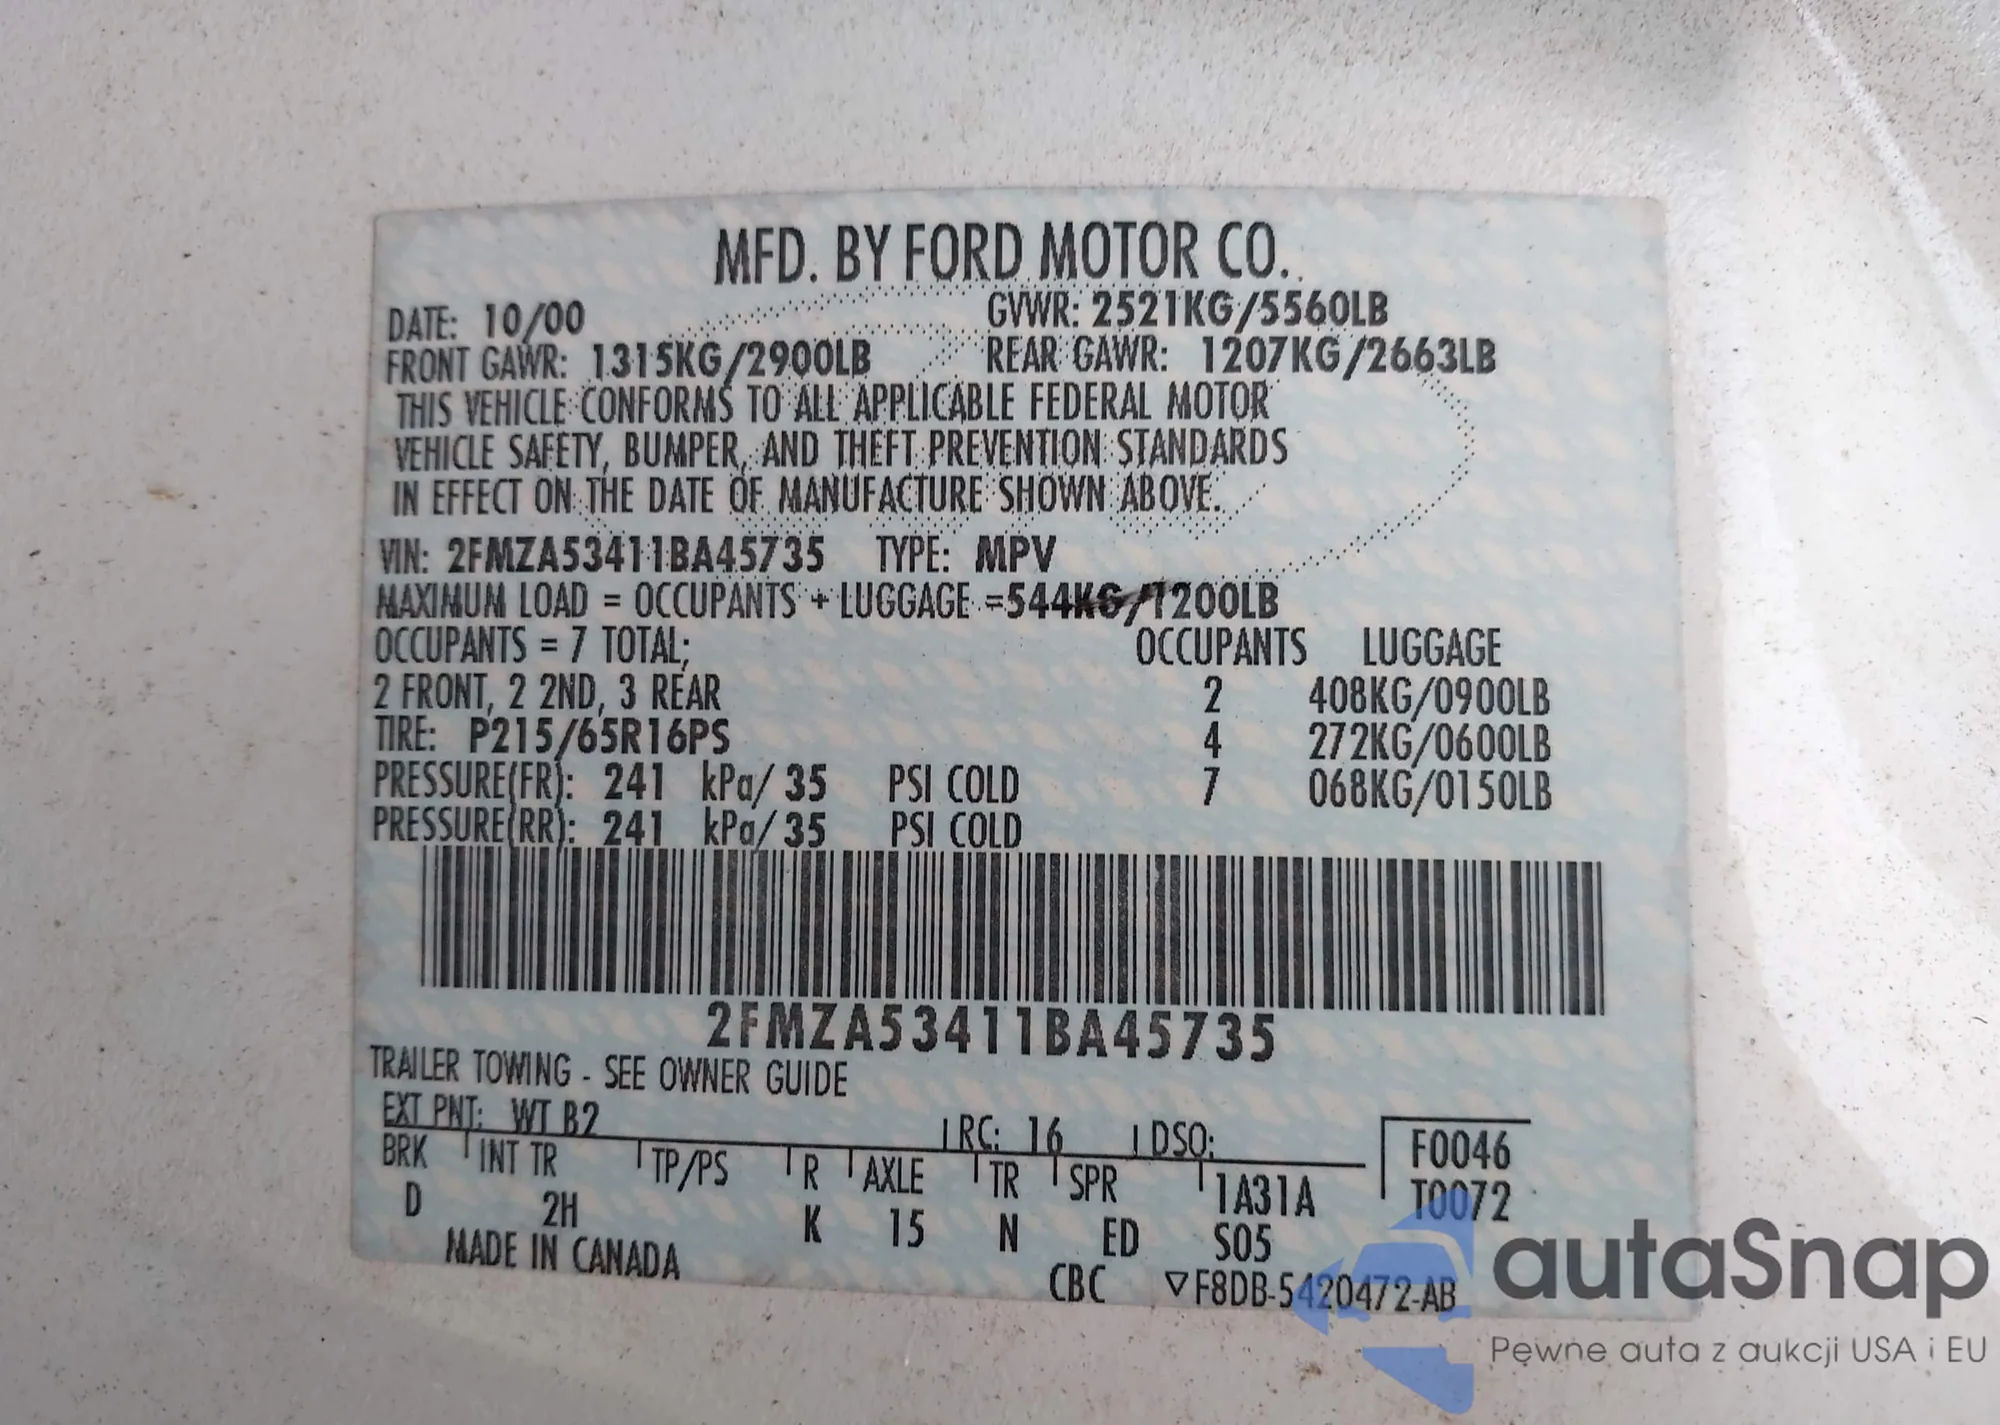 MFD. BY FORD MOTOR CO.
DATE: 10/00 GVWR: 2521KG/5560LB
FRONT GAWR: 1315KG/2900LB REAR GAWR: 1207KG/2663LB
THIS VEHICLE CONFORMS TO ALL APPLICABLE FEDERAL MOTOR
VEHICLE SAFETY, BUMPER, AND THEFT PREVENTION STANDARDS
IN EFFECT ON THE DATE OF MANUFACTURE SHOWN ABOVE.
VIN: 2FMZA53411BA45735 TYPE: MPV
MAXIMUM LOAD = OCCUPANTS + LUGGAGE =544KG/1200LB
OCCUPANTS = 7 TOTAL; OCCUPANTS LUGGAGE
2 FRONT, 2 2ND, 3 REAR 2 408KG/0900LB
TIRE: P215/65R16PS 4 272KG/0600LB
PRESSURE(FR): 241 kPa/ 35 PSI COLD 7 068KG/0150LB
PRESSURE(RR): 241 kPa/ 35 PSI COLD
2FMZA53411BA45735
TRAILER TOWING - SEE OWNER GUIDE
EXT PNT: WT B2 RC: 16 DSO: F0046
BRK INT TR TP/PS R AXLE TR SPR 1A31A T0072
D 2H K 15 N ED S05
MADE IN CANADA CBC ▽F8DB-5420472-AB
autaSnap
Pewne auta z aukcji USA i EU